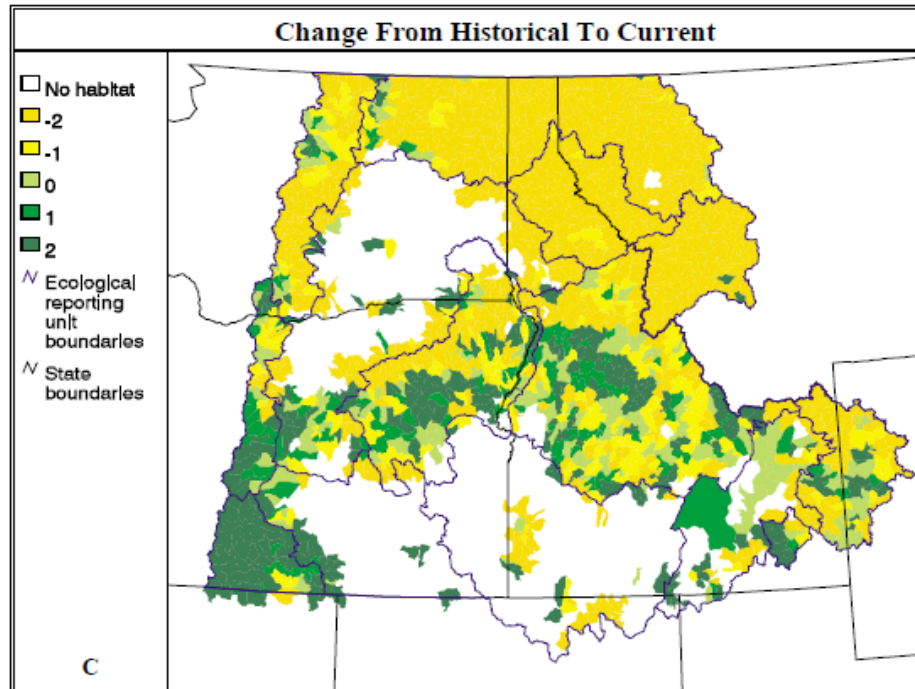 Change From Historical To Current
No habitat
-2
-1
0
1
2
Ecological
reporting
unit
boundaries
State
boundaries
C